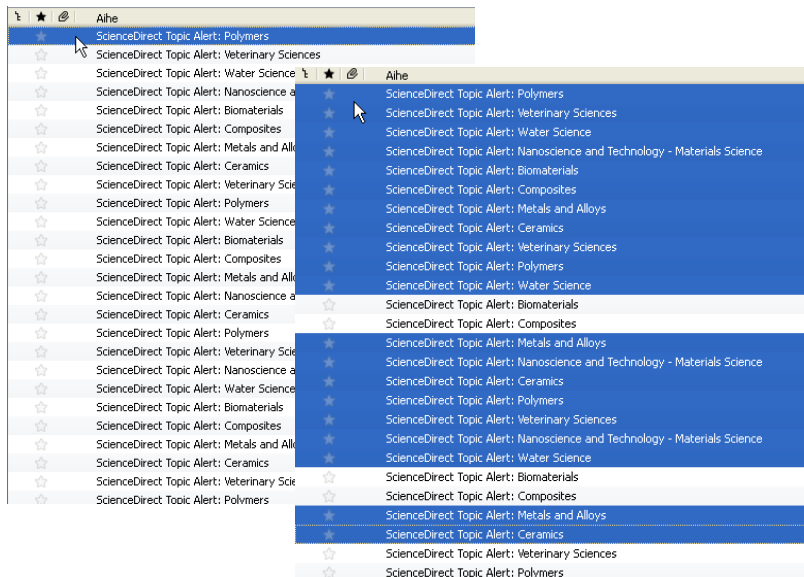 Aihe
ScienceDirect Topic Alert: Polymers
ScienceDirect Topic Alert: Veterinary Sciences
ScienceDirect Topic Alert: Water Science
ScienceDirect Topic Alert: Nanoscience a
ScienceDirect Topic Alert: Biomaterials
ScienceDirect Topic Alert: Composites
ScienceDirect Topic Alert: Metals and Allo
ScienceDirect Topic Alert: Ceramics
ScienceDirect Topic Alert: Veterinary Scie
ScienceDirect Topic Alert: Polymers
ScienceDirect Topic Alert: Water Science
ScienceDirect Topic Alert: Biomaterials
ScienceDirect Topic Alert: Composites
ScienceDirect Topic Alert: Metals and Allo
ScienceDirect Topic Alert: Nanoscience a
ScienceDirect Topic Alert: Ceramics
ScienceDirect Topic Alert: Polymers
ScienceDirect Topic Alert: Veterinary Scie
ScienceDirect Topic Alert: Nanoscience a
ScienceDirect Topic Alert: Water Science
ScienceDirect Topic Alert: Biomaterials
ScienceDirect Topic Alert: Composites
ScienceDirect Topic Alert: Metals and Allo
ScienceDirect Topic Alert: Ceramics
ScienceDirect Topic Alert: Veterinary Scie
ScienceDirect Topic Alert: Polymers
Aihe
ScienceDirect Topic Alert: Polymers
ScienceDirect Topic Alert: Veterinary Sciences
ScienceDirect Topic Alert: Water Science
ScienceDirect Topic Alert: Nanoscience and Technology - Materials Science
ScienceDirect Topic Alert: Biomaterials
ScienceDirect Topic Alert: Composites
ScienceDirect Topic Alert: Metals and Alloys
ScienceDirect Topic Alert: Ceramics
ScienceDirect Topic Alert: Veterinary Sciences
ScienceDirect Topic Alert: Polymers
ScienceDirect Topic Alert: Water Science
ScienceDirect Topic Alert: Biomaterials
ScienceDirect Topic Alert: Composites
ScienceDirect Topic Alert: Metals and Alloys
ScienceDirect Topic Alert: Nanoscience and Technology - Materials Science
ScienceDirect Topic Alert: Ceramics
ScienceDirect Topic Alert: Polymers
ScienceDirect Topic Alert: Veterinary Sciences
ScienceDirect Topic Alert: Nanoscience and Technology - Materials Science
ScienceDirect Topic Alert: Water Science
ScienceDirect Topic Alert: Biomaterials
ScienceDirect Topic Alert: Composites
ScienceDirect Topic Alert: Metals and Alloys
ScienceDirect Topic Alert: Ceramics
ScienceDirect Topic Alert: Veterinary Sciences
ScienceDirect Topic Alert: Polymers